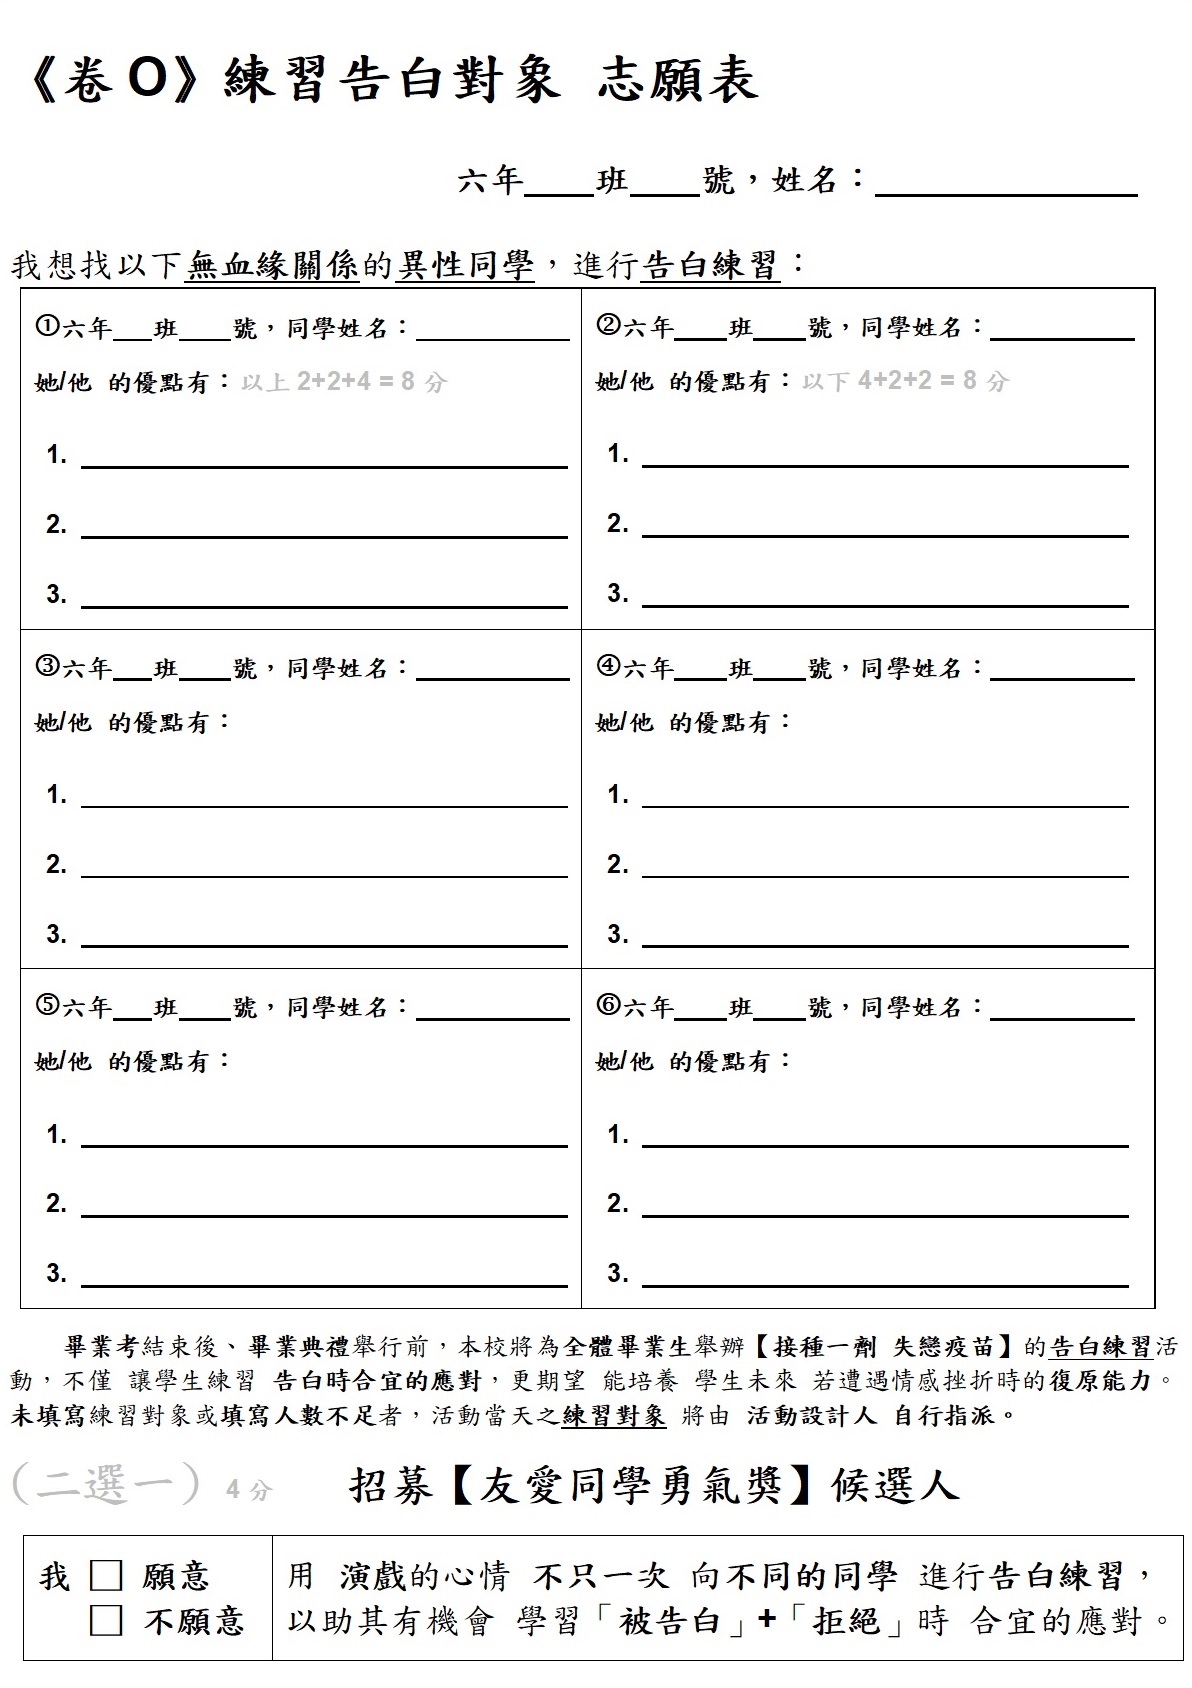 《卷O》練習告白對象 志願表
六年____班____號，姓名：______________
我想找以下無血緣關係的異性同學，進行告白練習：
①六年___班____號，同學姓名：__________
她/他 的優點有：以上 2+2+4 = 8 分
1.
2.
3.
②六年____班____號，同學姓名：__________
她/他 的優點有：以下 4+2+2 = 8 分
1.
2.
3.
③六年___班____號，同學姓名：__________
她/他 的優點有：
1.
2.
3.
④六年____班____號，同學姓名：__________
她/他 的優點有：
1.
2.
3.
⑤六年___班____號，同學姓名：__________
她/他 的優點有：
1.
2.
3.
⑥六年____班____號，同學姓名：__________
她/他 的優點有：
1.
2.
3.
畢業考結束後、畢業典禮舉行前，本校將為全體畢業生舉辦【接種一劑 失戀疫苗】的告白練習活
動，不僅 讓學生練習 告白時合宜的應對，更期望 能培養 學生未來 若遭遇情感挫折時的復原能力。
未填寫練習對象或填寫人數不足者，活動當天之練習對象 將由 活動設計人 自行指派。
（二選一）4 分 招募【友愛同學勇氣獎】候選人
我 □ 願意
□ 不願意
用 演戲的心情 不只一次 向不同的同學 進行告白練習，
以助其有機會 學習「被告白」+「拒絕」時 合宜的應對。